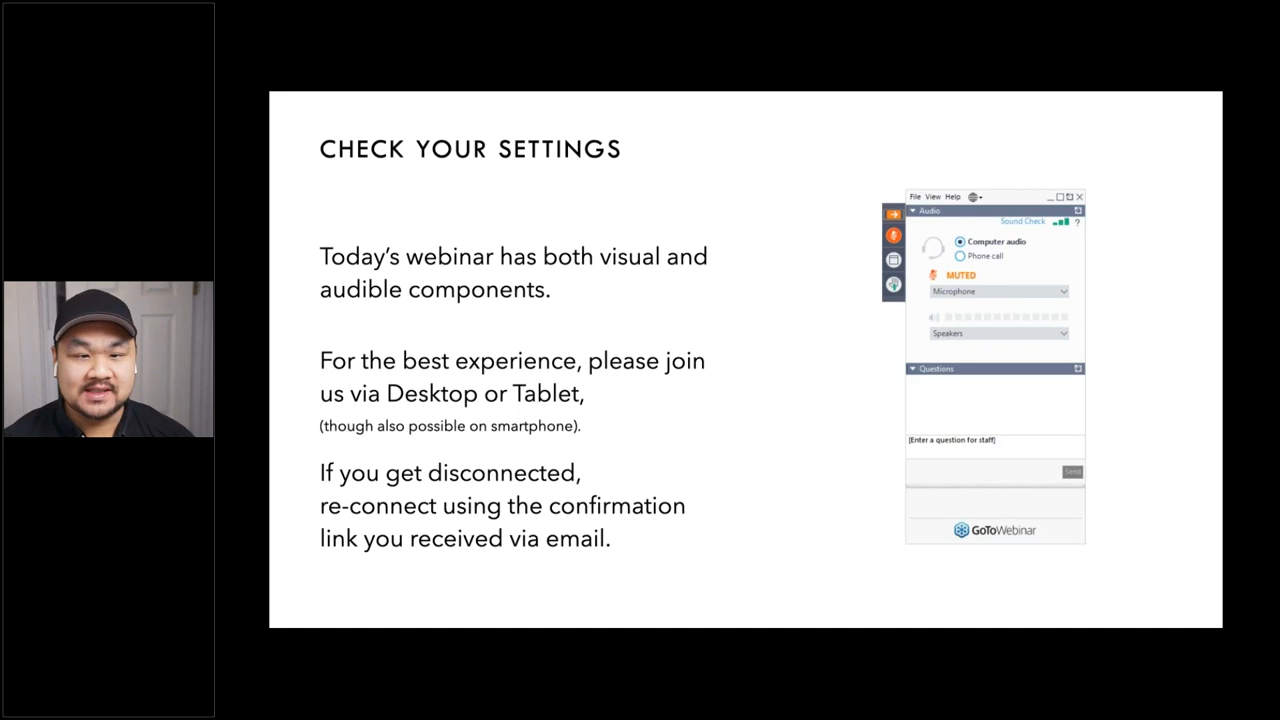 CHECK YOUR SETTINGS
Today's webinar has both visual and
audible components.
For the best experience, please join
us via Desktop or Tablet,
(though also possible on smartphone).
If you get disconnected,
re-connect using the confirmation
link you received via email.
File View Help
Audio
Sound Check ?
Computer audio
Phone call
MUTED
Microphone
Speakers
Questions
[Enter a question for staff]
Send
GoToWebinar